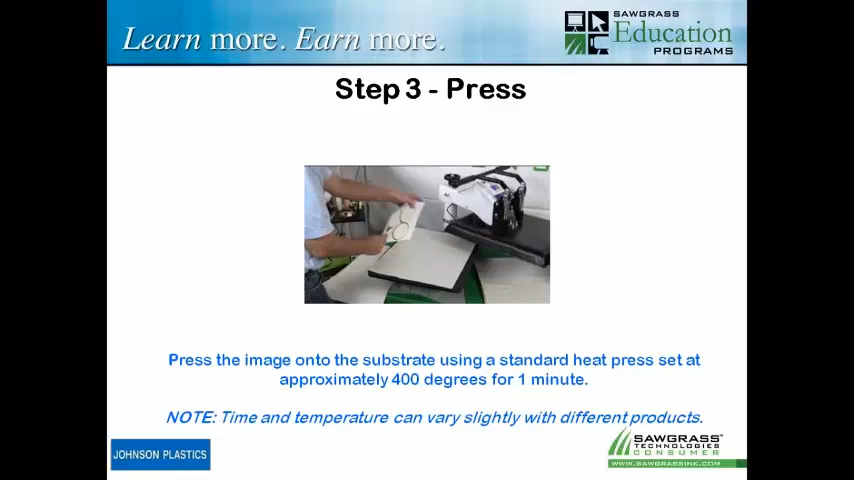 Learn more. Earn more.
SAWGRASS
Education
PROGRAMS
Step 3 - Press
Press the image onto the substrate using a standard heat press set at
approximately 400 degrees for 1 minute.
NOTE: Time and temperature can vary slightly with different products.
JOHNSON PLASTICS
SAWGRASS™
TECHNOLOGIES
CONSUMER
WWW.SAWGRASSINK.COM